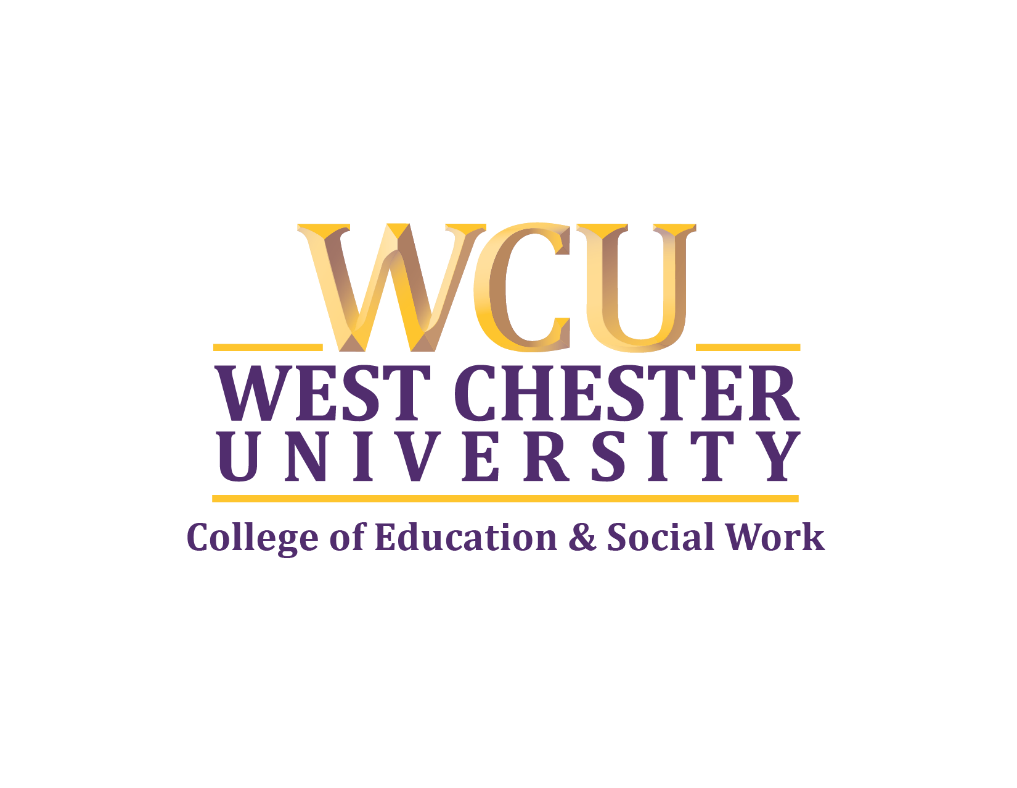 WCU
WEST CHESTER
UNIVERSITY
College of Education & Social Work